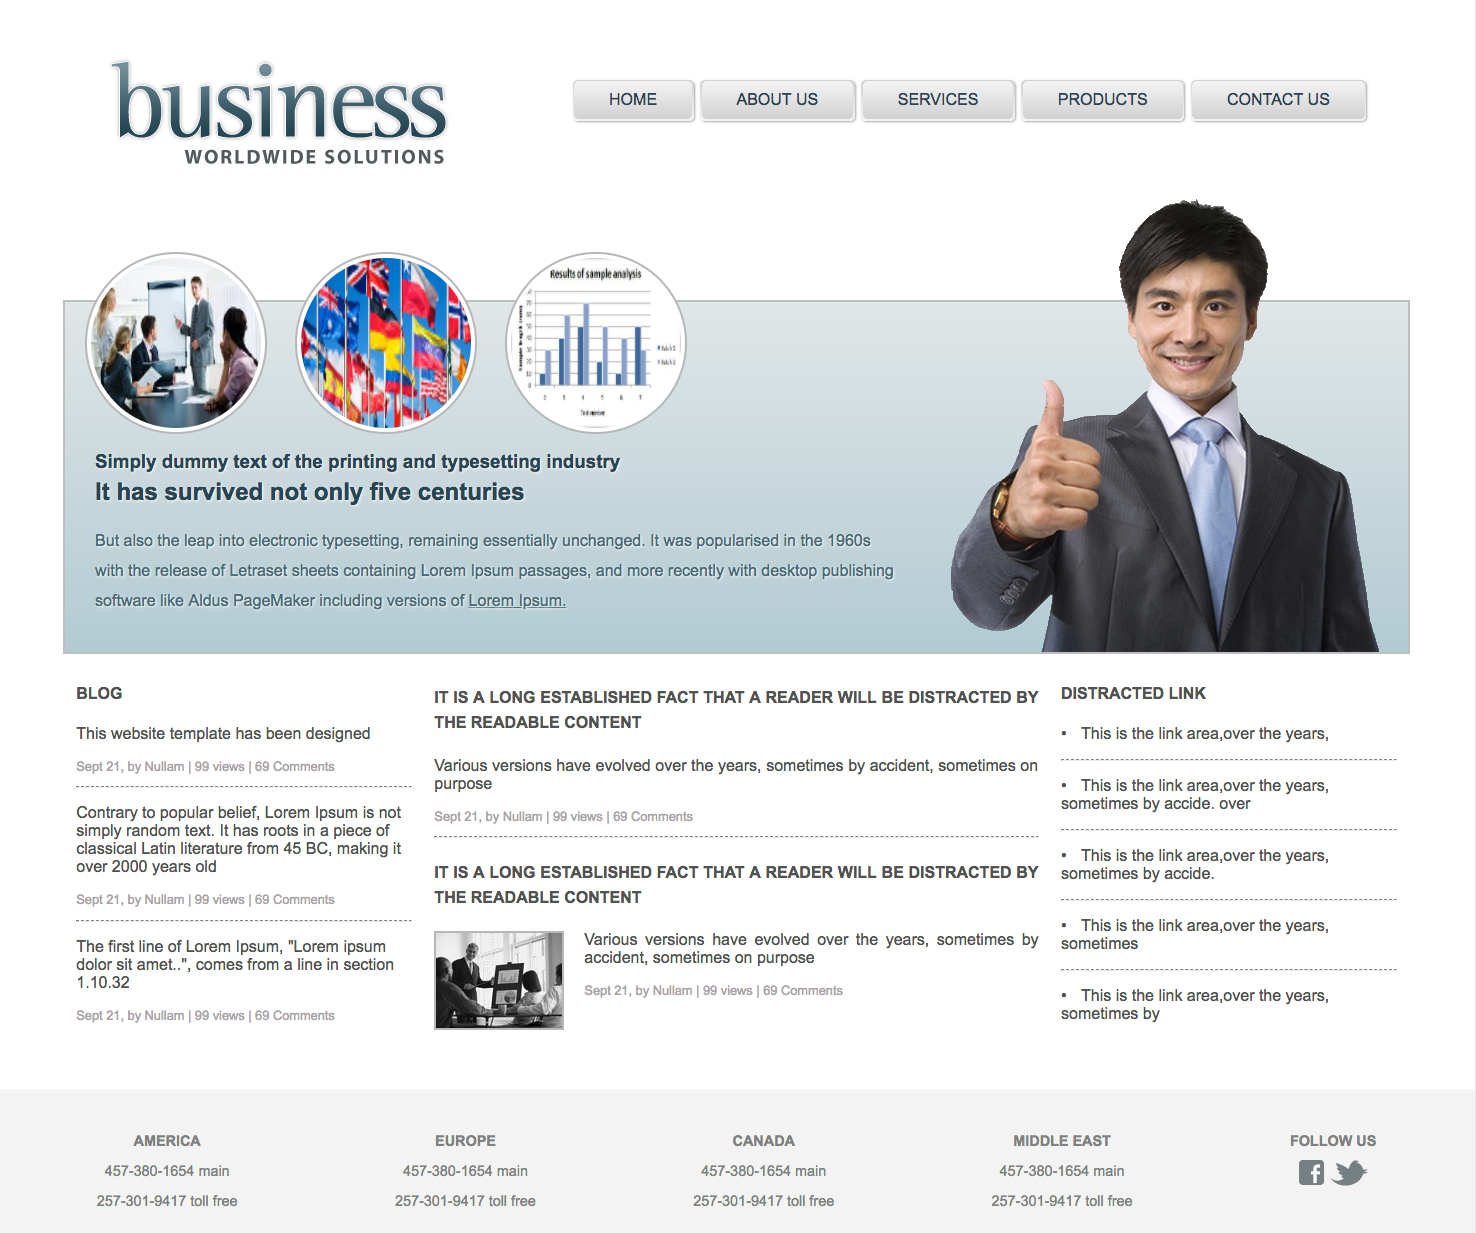 business
WORLDWIDE SOLUTIONS
HOME
ABOUT US
SERVICES
PRODUCTS
CONTACT US
Results of sample analysis
Test number
Simply dummy text of the printing and typesetting industry
It has survived not only five centuries
But also the leap into electronic typesetting, remaining essentially unchanged. It was popularised in the 1960s
with the release of Letraset sheets containing Lorem Ipsum passages, and more recently with desktop publishing
software like Aldus PageMaker including versions of Lorem Ipsum.
BLOG
This website template has been designed
Sept 21, by Nullam | 99 views | 69 Comments
Contrary to popular belief, Lorem Ipsum is not
simply random text. It has roots in a piece of
classical Latin literature from 45 BC, making it
over 2000 years old
Sept 21, by Nullam | 99 views | 69 Comments
The first line of Lorem Ipsum, "Lorem ipsum
dolor sit amet..", comes from a line in section
1.10.32
Sept 21, by Nullam | 99 views | 69 Comments
IT IS A LONG ESTABLISHED FACT THAT A READER WILL BE DISTRACTED BY
THE READABLE CONTENT
Various versions have evolved over the years, sometimes by accident, sometimes on
purpose
Sept 21, by Nullam | 99 views | 69 Comments
IT IS A LONG ESTABLISHED FACT THAT A READER WILL BE DISTRACTED BY
THE READABLE CONTENT
Various versions have evolved over the years, sometimes by
accident, sometimes on purpose
Sept 21, by Nullam | 99 views | 69 Comments
DISTRACTED LINK
• This is the link area,over the years,
• This is the link area,over the years,
sometimes by accide. over
• This is the link area,over the years,
sometimes by accide.
• This is the link area,over the years,
sometimes
• This is the link area,over the years,
sometimes by
AMERICA
457-380-1654 main
257-301-9417 toll free
EUROPE
457-380-1654 main
257-301-9417 toll free
CANADA
457-380-1654 main
257-301-9417 toll free
MIDDLE EAST
457-380-1654 main
257-301-9417 toll free
FOLLOW US